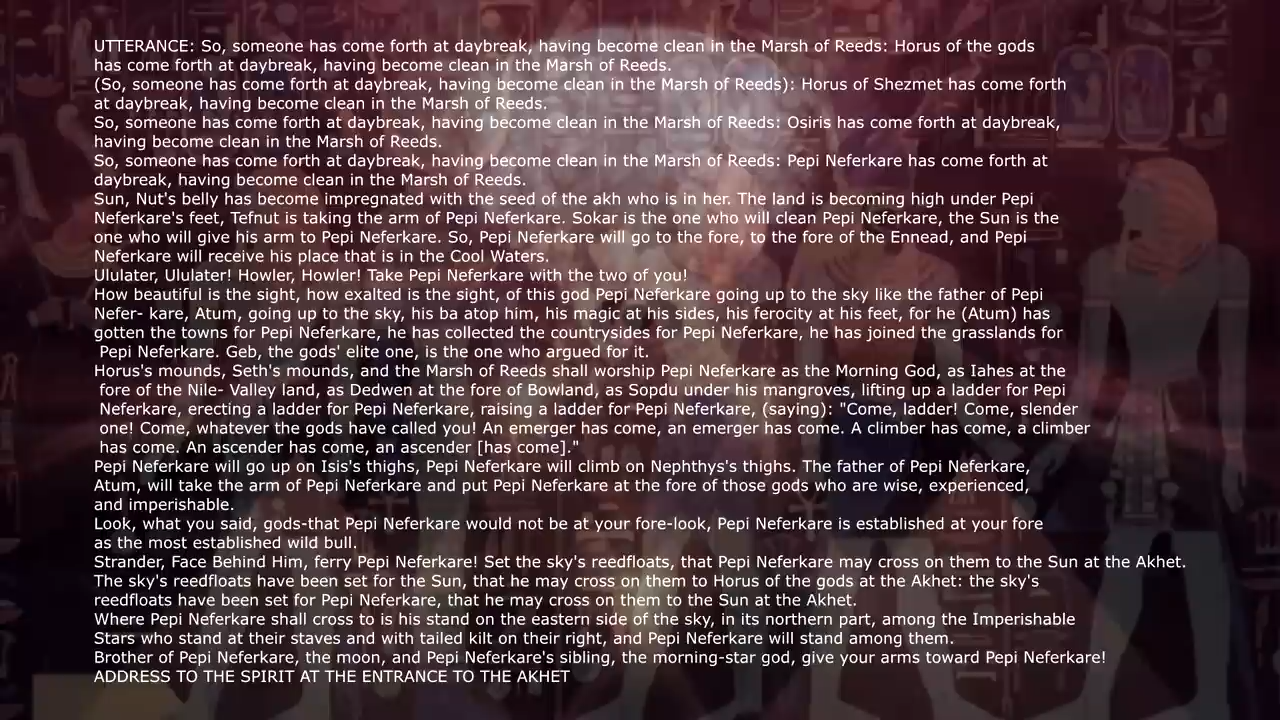 UTTERANCE: So, someone has come forth at daybreak, having become clean in the Marsh of Reeds: Horus of the gods
has come forth at daybreak, having become clean in the Marsh of Reeds.
(So, someone has come forth at daybreak, having become clean in the Marsh of Reeds): Horus of Shezmet has come forth
at daybreak, having become clean in the Marsh of Reeds.
So, someone has come forth at daybreak, having become clean in the Marsh of Reeds: Osiris has come forth at daybreak,
having become clean in the Marsh of Reeds.
So, someone has come forth at daybreak, having become clean in the Marsh of Reeds: Pepi Neferkare has come forth at
daybreak, having become clean in the Marsh of Reeds.
Sun, Nut's belly has become impregnated with the seed of the akh who is in her. The land is becoming high under Pepi
Neferkare's feet, Tefnut is taking the arm of Pepi Neferkare. Sokar is the one who will clean Pepi Neferkare, the Sun is the
one who will give his arm to Pepi Neferkare. So, Pepi Neferkare will go to the fore, to the fore of the Ennead, and Pepi
Neferkare will receive his place that is in the Cool Waters.
Ululater, Ululater! Howler, Howler! Take Pepi Neferkare with the two of you!
How beautiful is the sight, how exalted is the sight, of this god Pepi Neferkare going up to the sky like the father of Pepi
Nefer- kare, Atum, going up to the sky, his ba atop him, his magic at his sides, his ferocity at his feet, for he (Atum) has
gotten the towns for Pepi Neferkare, he has collected the countrysides for Pepi Neferkare, he has joined the grasslands for
Pepi Neferkare. Geb, the gods' elite one, is the one who argued for it.
Horus's mounds, Seth's mounds, and the Marsh of Reeds shall worship Pepi Neferkare as the Morning God, as Iahes at the
fore of the Nile- Valley land, as Dedwen at the fore of Bowland, as Sopdu under his mangroves, lifting up a ladder for Pepi
Neferkare, erecting a ladder for Pepi Neferkare, raising a ladder for Pepi Neferkare, (saying): "Come, ladder! Come, slender
one! Come, whatever the gods have called you! An emerger has come, an emerger has come. A climber has come, a climber
has come. An ascender has come, an ascender [has come]."
Pepi Neferkare will go up on Isis's thighs, Pepi Neferkare will climb on Nephthys's thighs. The father of Pepi Neferkare,
Atum, will take the arm of Pepi Neferkare and put Pepi Neferkare at the fore of those gods who are wise, experienced,
and imperishable.
Look, what you said, gods-that Pepi Neferkare would not be at your fore-look, Pepi Neferkare is established at your fore
as the most established wild bull.
Strander, Face Behind Him, ferry Pepi Neferkare! Set the sky's reedfloats, that Pepi Neferkare may cross on them to the Sun at the Akhet.
The sky's reedfloats have been set for the Sun, that he may cross on them to Horus of the gods at the Akhet: the sky's
reedfloats have been set for Pepi Neferkare, that he may cross on them to the Sun at the Akhet.
Where Pepi Neferkare shall cross to is his stand on the eastern side of the sky, in its northern part, among the Imperishable
Stars who stand at their staves and with tailed kilt on their right, and Pepi Neferkare will stand among them.
Brother of Pepi Neferkare, the moon, and Pepi Neferkare's sibling, the morning-star god, give your arms toward Pepi Neferkare!
ADDRESS TO THE SPIRIT AT THE ENTRANCE TO THE AKHET